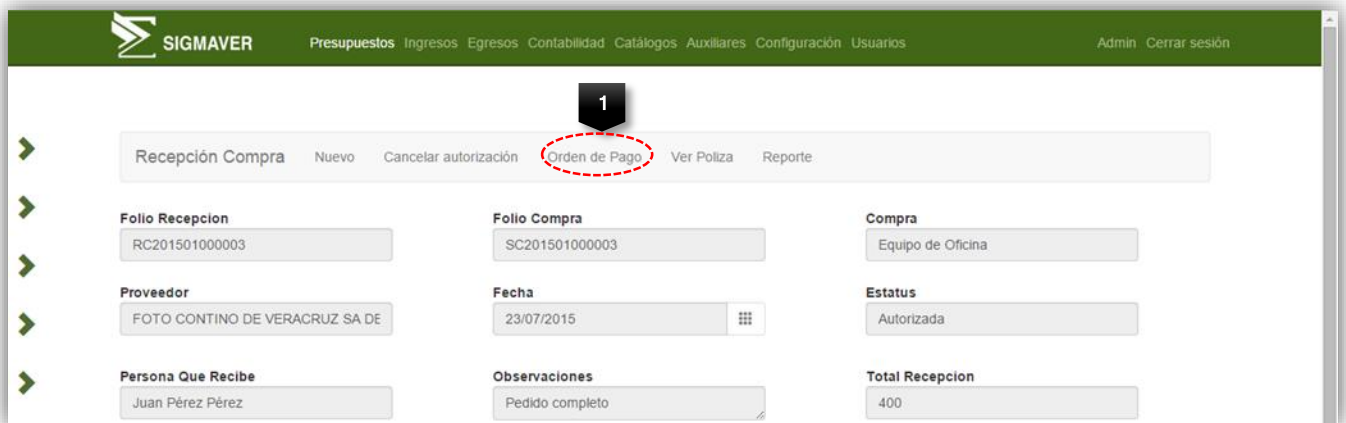 SIGMAVER Presupuestos Ingresos Egresos Contabilidad Catálogos Auxiliares Configuración Usuarios Admin Cerrar sesión
1
Recepción Compra Nuevo Cancelar autorización Orden de Pago Ver Poliza Reporte
Folio Recepcion Folio Compra Compra
RC201501000003 SC201501000003 Equipo de Oficina
Proveedor Fecha Estatus
FOTO CONTINO DE VERACRUZ SA DE 23/07/2015 Autorizada
Persona Que Recibe Observaciones Total Recepcion
Juan Pérez Pérez Pedido completo 400